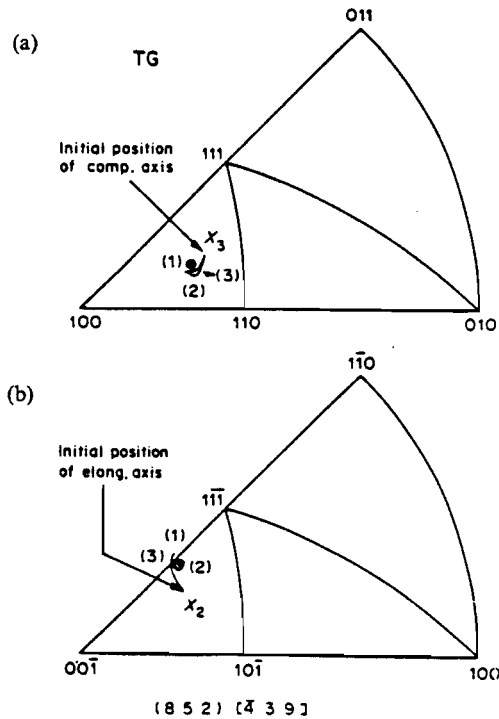 (a)
TG
011
Initial position
of comp. axis
111
X₃
(1)
(3)
(2)
100
110
010
(b)
11̄0
Initial position
of elong. axis
11̄1̄
(1)
(3)
(2)
X₂
001̄
101̄
100
(8 5 2) [4̄ 3 9]